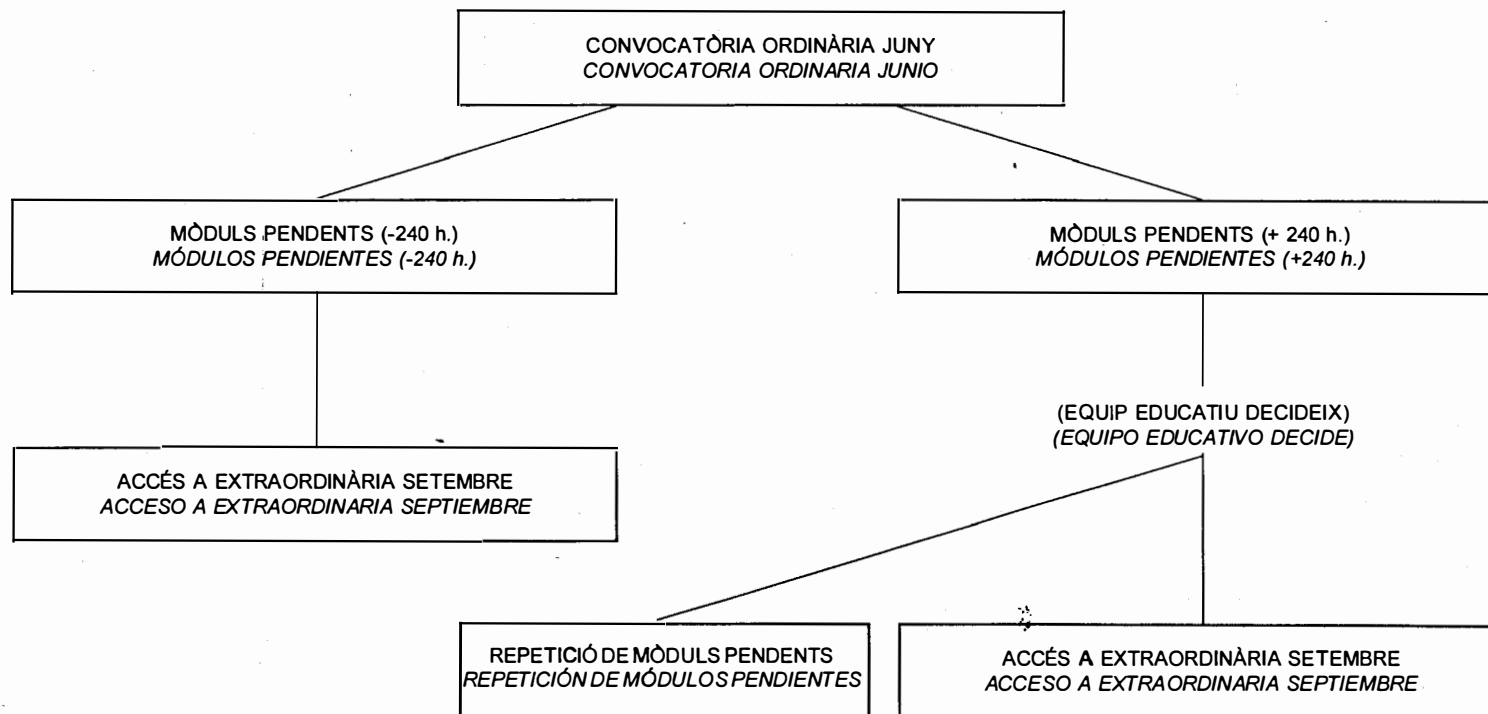 CONVOCATÒRIA ORDINÀRIA JUNY
CONVOCATORIA ORDINARIA JUNIO
MÒDULS PENDENTS (-240 h.)
MÓDULOS PENDIENTES (-240 h.)
MÒDULS PENDENTS (+ 240 h.)
MÓDULOS PENDIENTES (+240 h.)
(EQUIP EDUCATIU DECIDEIX)
(EQUIPO EDUCATIVO DECIDE)
ACCÉS A EXTRAORDINÀRIA SETEMBRE
ACCESO A EXTRAORDINARIA SEPTIEMBRE
REPETICIÓ DE MÒDULS PENDENTS
REPETICIÓN DE MÓDULOS PENDIENTES
ACCÉS A EXTRAORDINÀRIA SETEMBRE
ACCESO A EXTRAORDINARIA SEPTIEMBRE